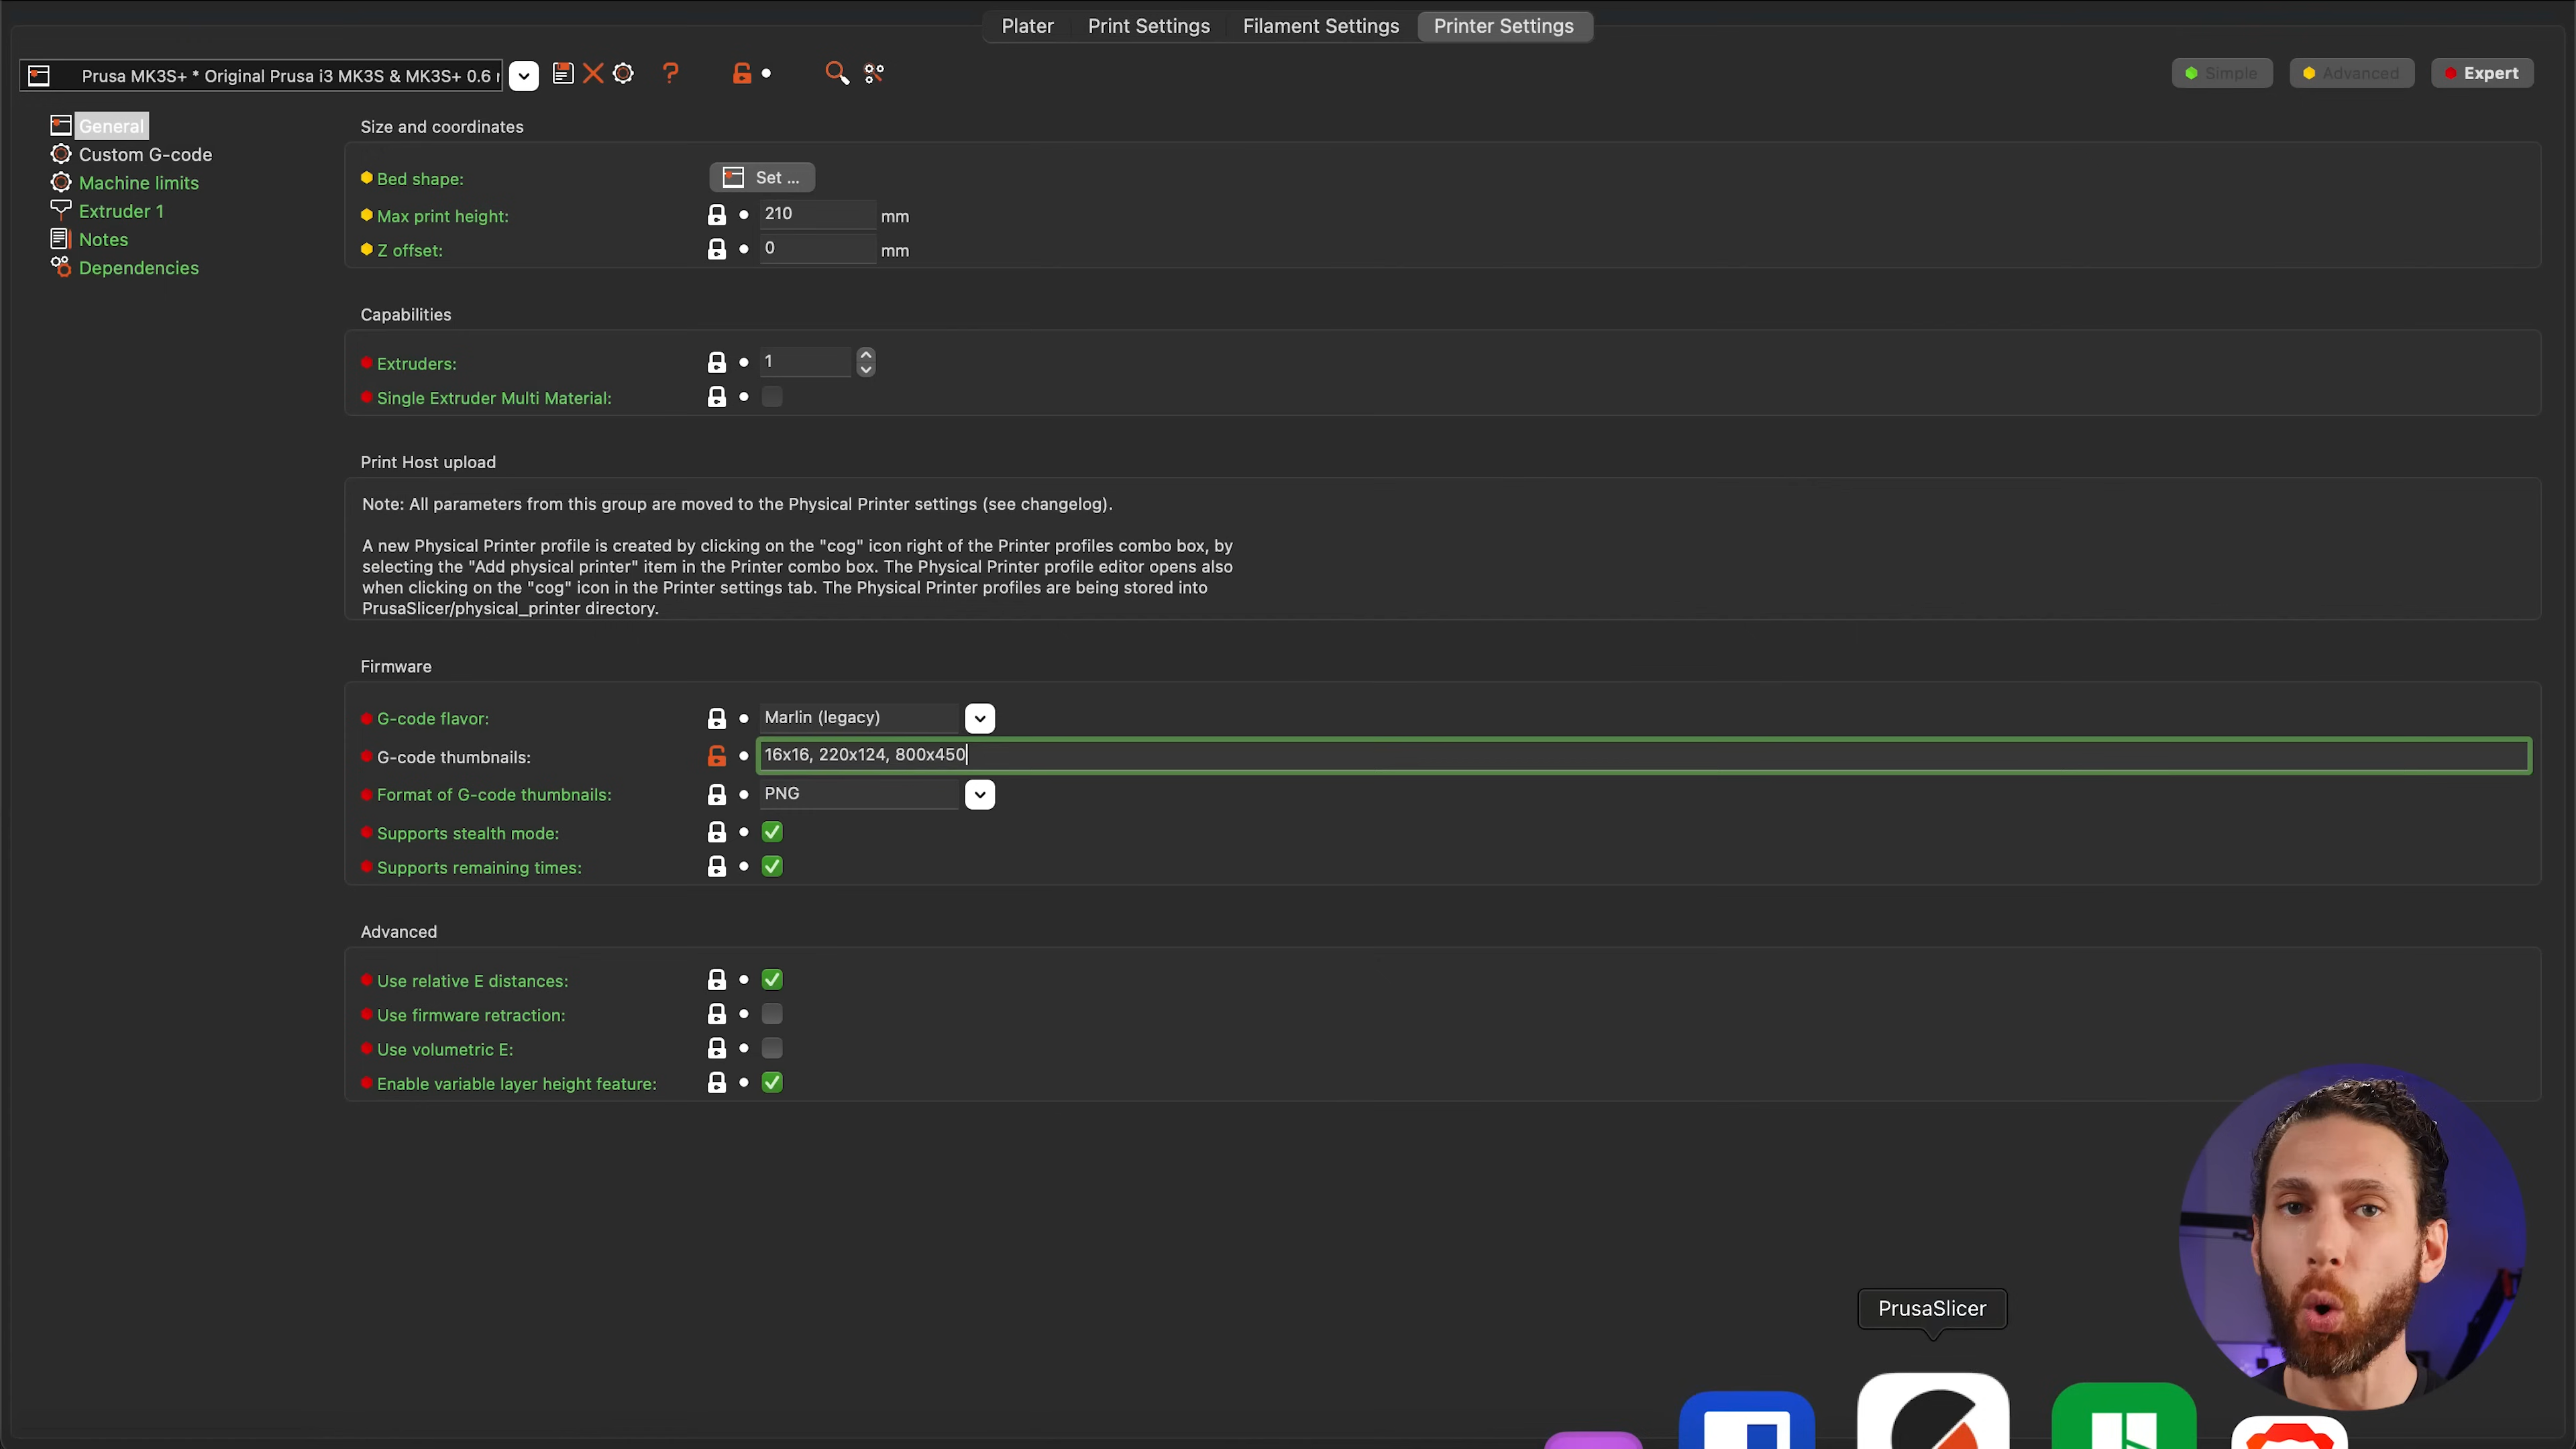 Plater
Print Settings
Filament Settings
Printer Settings
Prusa MK3S+ * Original Prusa i3 MK3S & MK3S+ 0.6
?
Simple
Advanced
Expert
General
Custom G-code
Machine limits
Extruder 1
Notes
Dependencies
Size and coordinates
Bed shape:
Set ...
Max print height:
210
mm
Z offset:
0
mm
Capabilities
Extruders:
1
Single Extruder Multi Material:
Print Host upload
Note: All parameters from this group are moved to the Physical Printer settings (see changelog).
A new Physical Printer profile is created by clicking on the "cog" icon right of the Printer profiles combo box, by
selecting the "Add physical printer" item in the Printer combo box. The Physical Printer profile editor opens also
when clicking on the "cog" icon in the Printer settings tab. The Physical Printer profiles are being stored into
PrusaSlicer/physical_printer directory.
Firmware
G-code flavor:
Marlin (legacy)
G-code thumbnails:
16x16, 220x124, 800x450
Format of G-code thumbnails:
PNG
Supports stealth mode:
Supports remaining times:
Advanced
Use relative E distances:
Use firmware retraction:
Use volumetric E:
Enable variable layer height feature:
PrusaSlicer